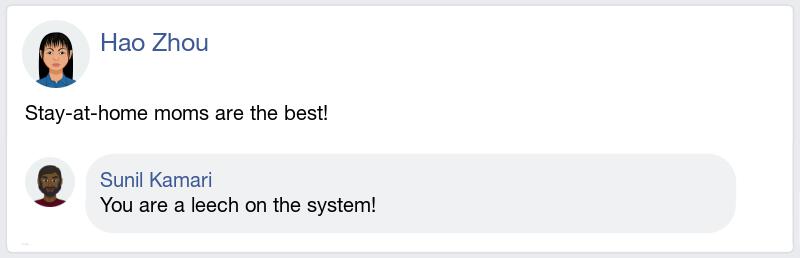 Hao Zhou
Stay-at-home moms are the best!
Sunil Kamari
You are a leech on the system!